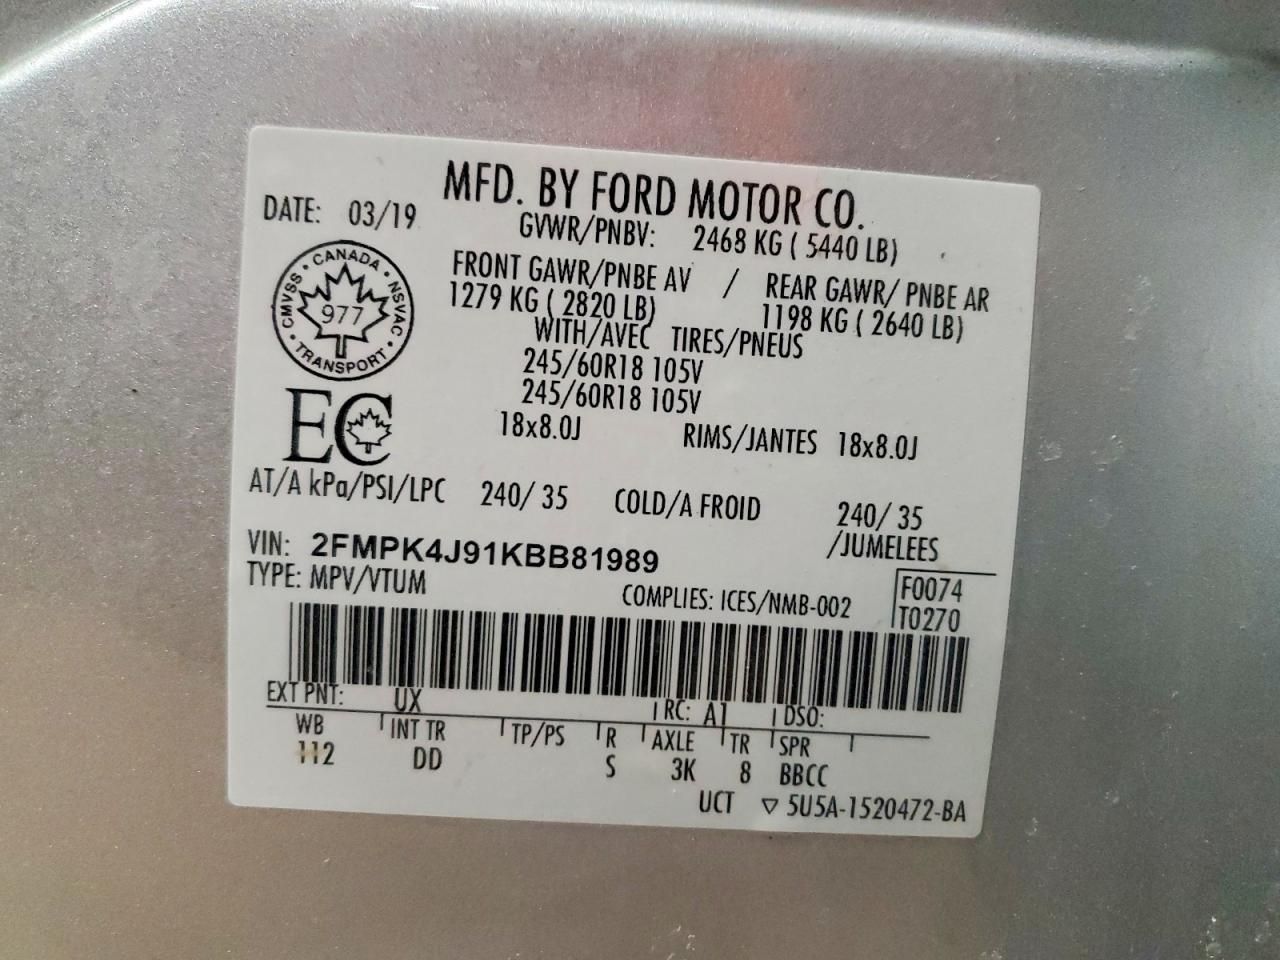 MFD. BY FORD MOTOR CO.
DATE: 03/19
GVWR/PNBV: 2468 KG ( 5440 LB)
FRONT GAWR/PNBE AV / REAR GAWR/ PNBE AR
1279 KG ( 2820 LB) 1198 KG ( 2640 LB)
WITH/AVEC TIRES/PNEUS
245/60R18 105V
245/60R18 105V
18x8.0J RIMS/JANTES 18x8.0J
CANADA
CMVSS • NSVAC
977
TRANSPORT
EC
AT/A kPa/PSI/LPC 240/ 35 COLD/A FROID 240/ 35
/JUMELEES
VIN: 2FMPK4J91KBB81989
TYPE: MPV/VTUM
COMPLIES: ICES/NMB-002
F0074
T0270
EXT PNT: UX RC: A1 DSO:
WB INT TR TP/PS R AXLE TR SPR
112 DD S 3K 8 BBCC
UCT ▽ 5U5A-1520472-BA